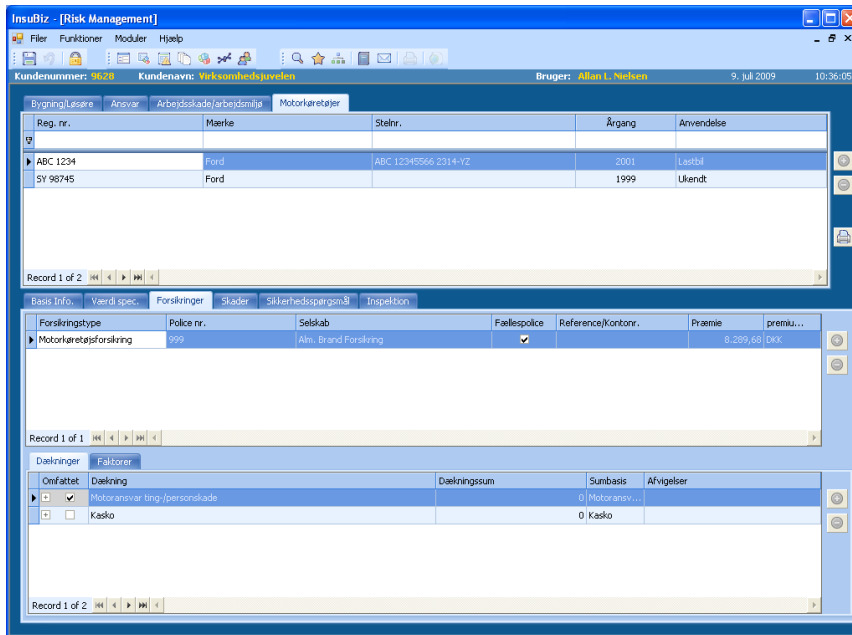 InsuBiz - [Risk Management]
Filer Funktioner Moduler Hjælp
Kundenummer: 9628 Kundenavn: Virksomhedsjuvelen Bruger: Allan L. Nielsen 9. juli 2009 10:36:05
Bygning/Løsøre Ansvar Arbejdsskade/arbejdsmiljø Motorkøretøjer
Reg. nr. Mærke Stelnr. Årgang Anvendelse
ABC 1234 Ford ABC 12345566 2314-YZ 2001 Lastbil
SY 98745 Ford 1999 Ukendt
Record 1 of 2
Basis Info. Værdi spec. Forsikringer Skader Sikkerhedsspørgsmål Inspektion
Forsikringstype Police nr. Selskab Fællespolice Reference/Kontonr. Præmie premiu...
Motorkøretøjsforsikring 999 Alm. Brand Forsikring 8.289,68 DKK
Record 1 of 1
Dækninger Faktorer
Omfattet Dækning Dækningssum Sumbasis Afvigelser
Motoransvar ting-/personskade 0 Motoransv...
Kasko 0 Kasko
Record 1 of 2